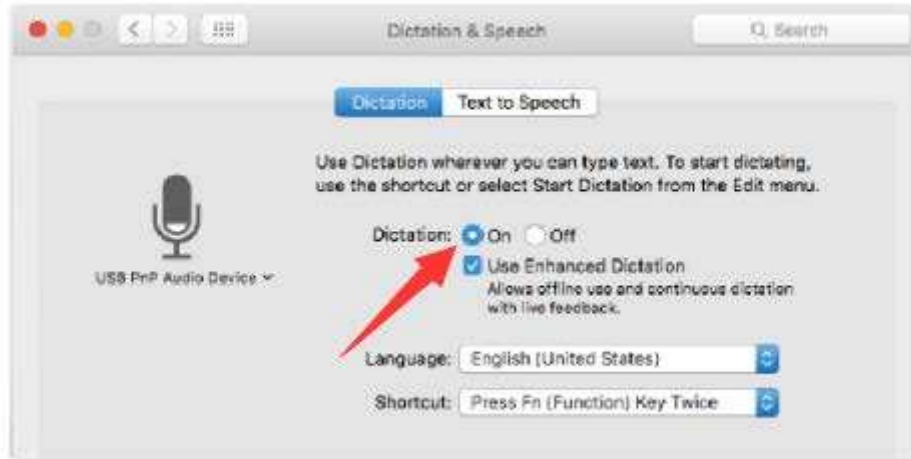 Dictation & Speech
Search
Dictation Text to Speech
Use Dictation wherever you can type text. To start dictating,
use the shortcut or select Start Dictation from the Edit menu.
Dictation: On Off
USB PnP Audio Device
Use Enhanced Dictation
Allows offline use and continuous dictation
with live feedback.
Language: English (United States)
Shortcut: Press Fn (Function) Key Twice